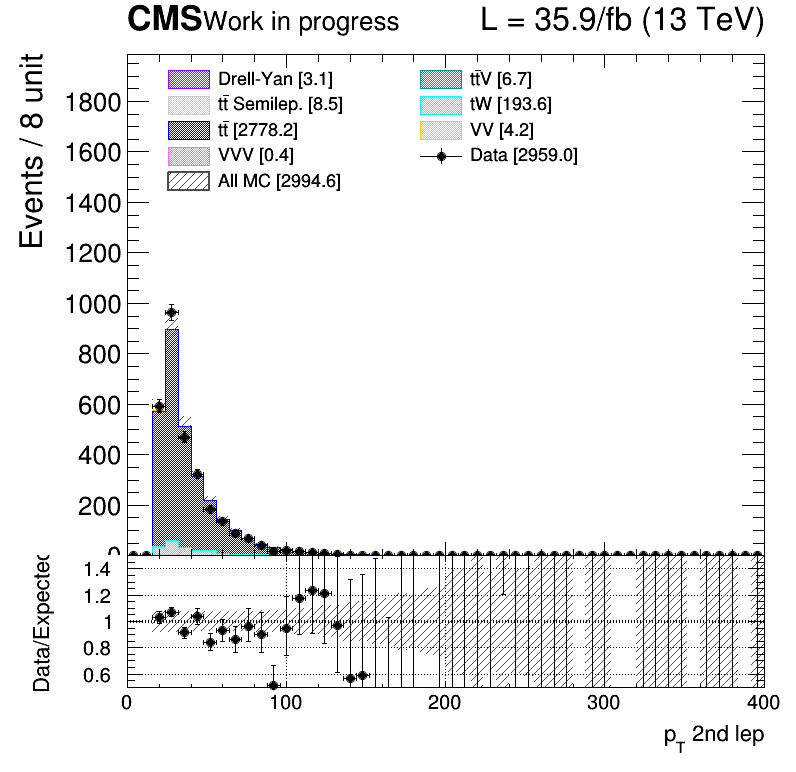 CMS Work in progress L = 35.9/fb (13 TeV)
Drell-Yan [3.1]
tt̄ Semilep. [8.5]
tt̄ [2778.2]
VVV [0.4]
All MC [2994.6]
tt̄V [6.7]
tW [193.6]
VV [4.2]
Data [2959.0]
Events / 8 unit
1800
1600
1400
1200
1000
800
600
400
200
0
Data/Expected
1.4
1.2
1
0.8
0.6
0 100 200 300 400
p_T 2nd lep